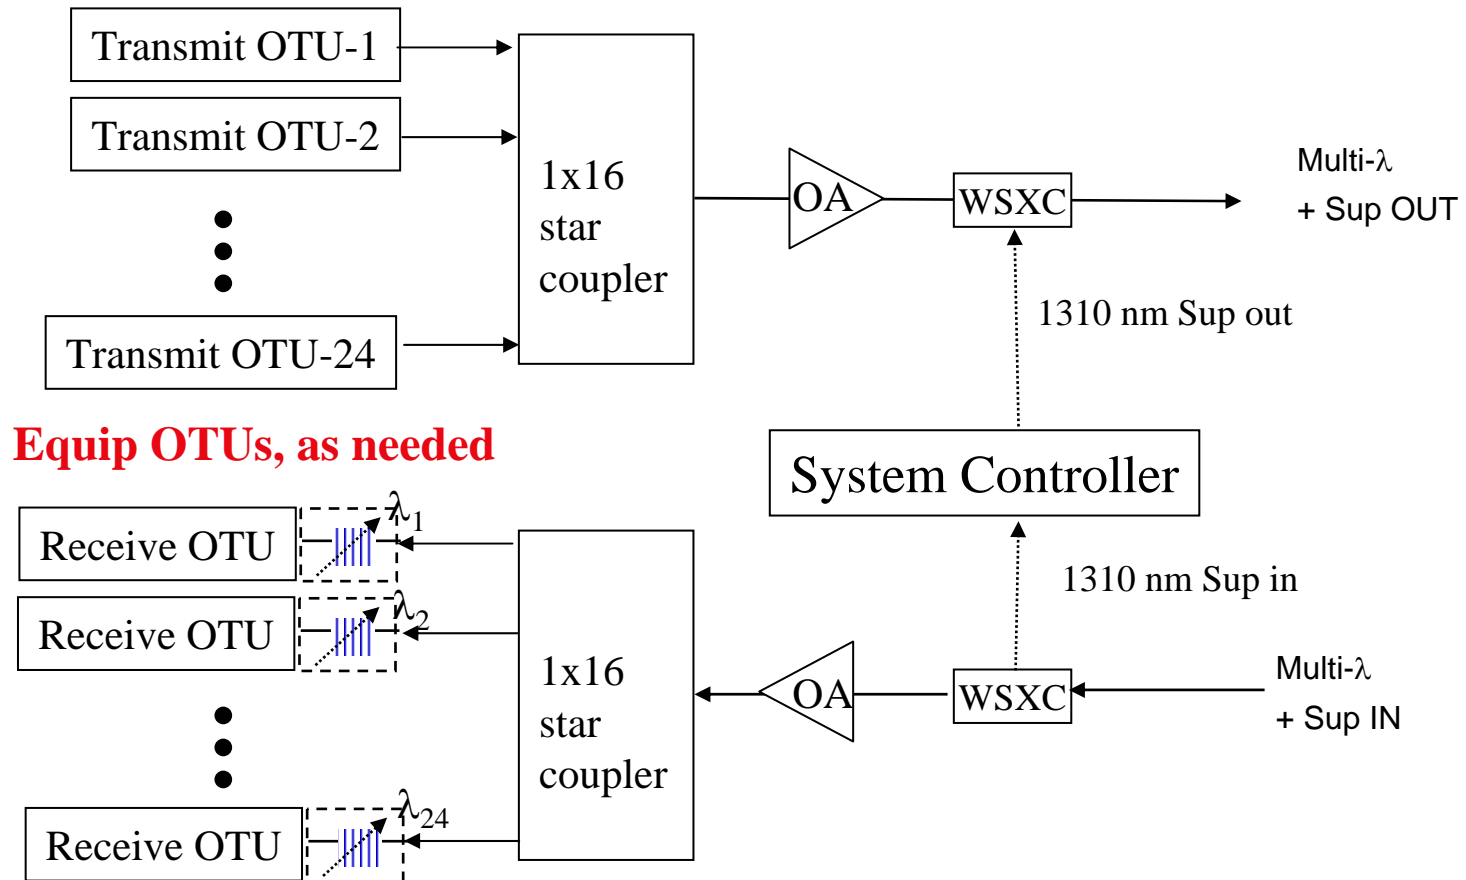 Transmit OTU-1
Transmit OTU-2
Transmit OTU-24
1x16
star
coupler
OA
WSXC
Multi-λ
+ Sup OUT
1310 nm Sup out
Equip OTUs, as needed
System Controller
1310 nm Sup in
Receive OTU
λ1
Receive OTU
λ2
Receive OTU
λ24
1x16
star
coupler
OA
WSXC
Multi-λ
+ Sup IN